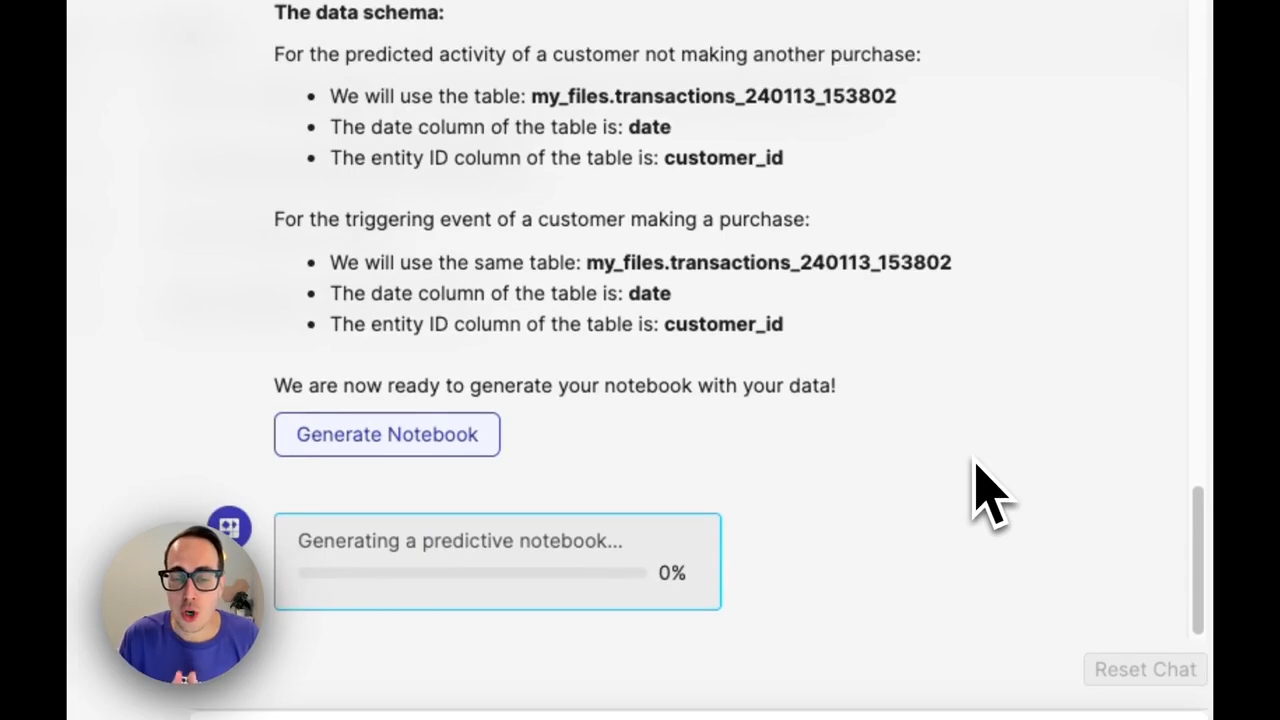 The data schema:
For the predicted activity of a customer not making another purchase:
• We will use the table: my_files.transactions_240113_153802
• The date column of the table is: date
• The entity ID column of the table is: customer_id
For the triggering event of a customer making a purchase:
• We will use the same table: my_files.transactions_240113_153802
• The date column of the table is: date
• The entity ID column of the table is: customer_id
We are now ready to generate your notebook with your data!
Generate Notebook
Generating a predictive notebook...
0%
Reset Chat